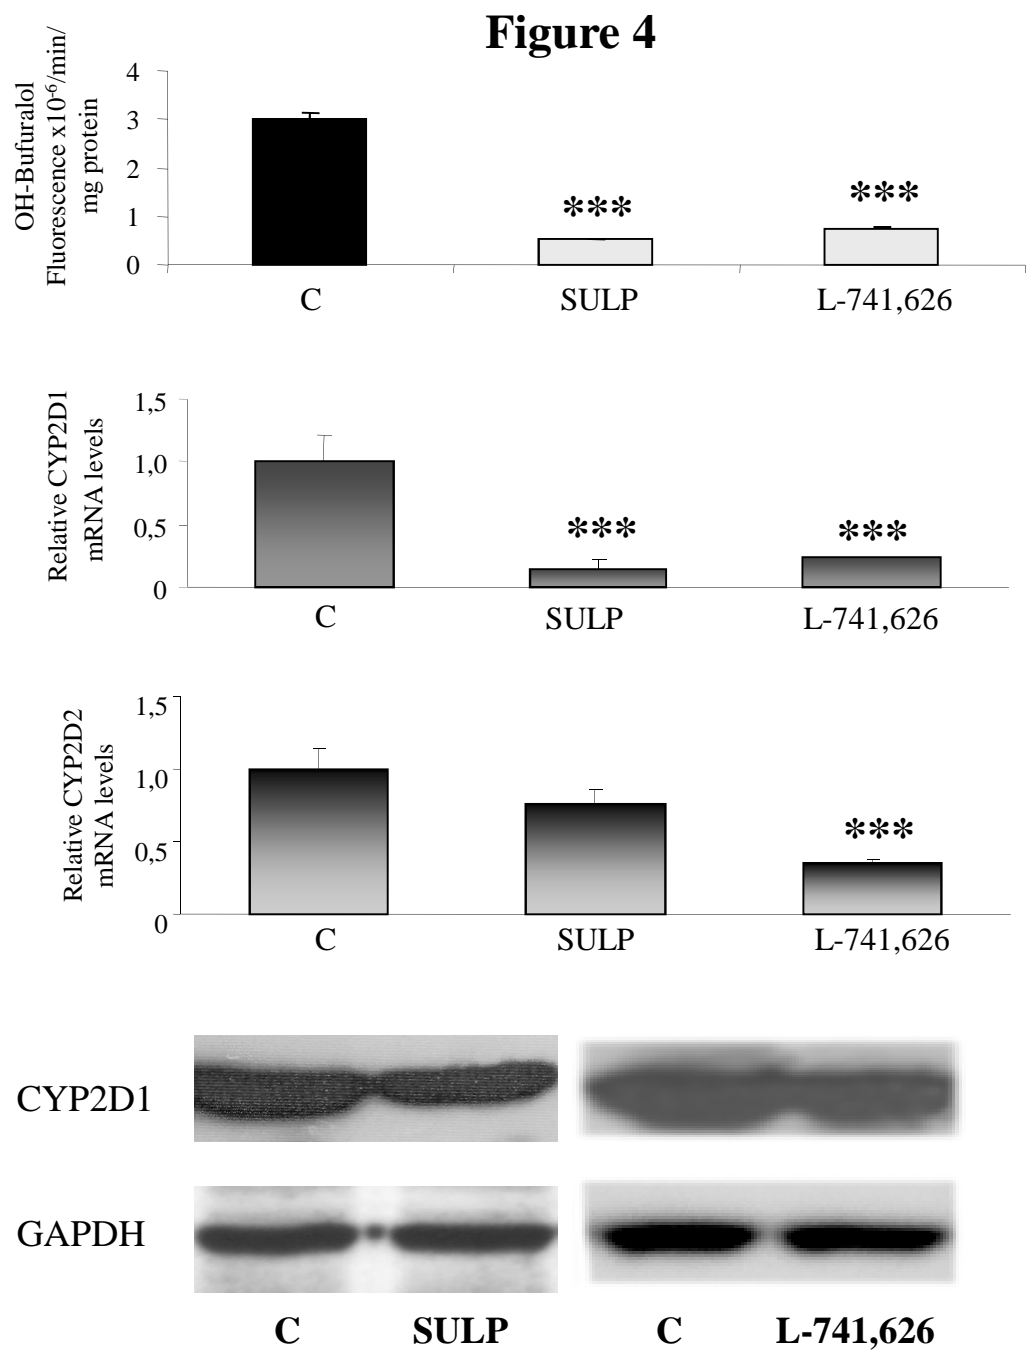 Figure 4
OH-Bufuralol
Fluorescence x10-6/min/
mg protein
4
3
2
1
0
***
***
C
SULP
L-741,626
Relative CYP2D1
mRNA levels
1,5
1,0
0,5
0
***
***
C
SULP
L-741,626
Relative CYP2D2
mRNA levels
1,5
1,0
0,5
0
***
C
SULP
L-741,626
CYP2D1
GAPDH
C SULP C L-741,626